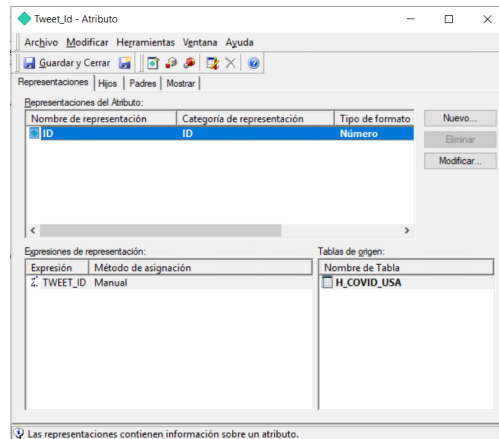 Tweet_Id - Atributo
Archivo Modificar Herramientas Ventana Ayuda
Guardar y Cerrar
Representaciones Hijos Padres Mostrar
Representaciones del Atributo:
Nombre de representación Categoría de representación Tipo de formato Nuevo...
ID ID Número Eliminar
Modificar...
Expresiones de representación: Tablas de origen:
Expresión Método de asignación Nombre de Tabla
TWEET_ID Manual H_COVID_USA
Las representaciones contienen información sobre un atributo.